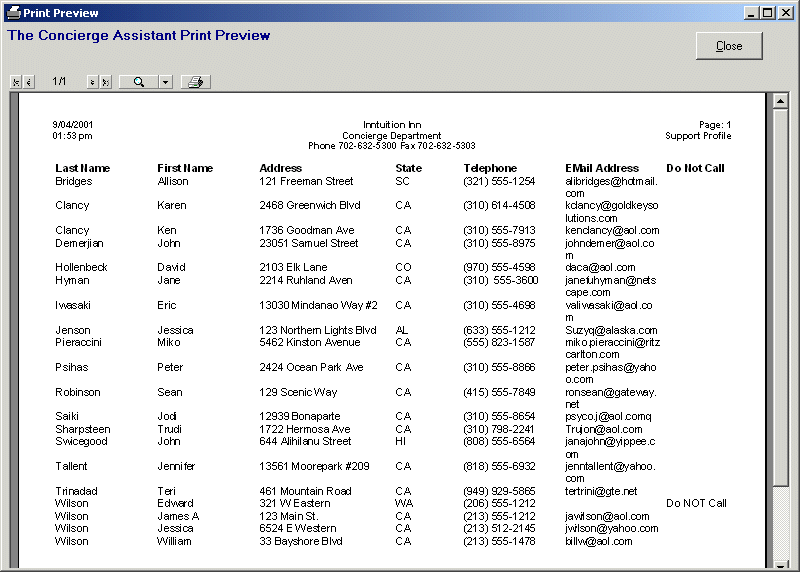 Print Preview
The Concierge Assistant Print Preview
Close
1/1
9/04/2001 Inntuition Inn Page: 1
01:53 pm Concierge Department Support Profile
Phone 702-632-5300 Fax 702-632-5303
Last Name First Name Address State Telephone EMail Address Do Not Call
Bridges Allison 121 Freeman Street SC (321) 555-1254 alibridges@hotmail.
com
Clancy Karen 2468 Greenwich Blvd CA (310) 614-4508 kclancy@goldkeyso
lutions.com
Clancy Ken 1736 Goodman Ave CA (310) 555-7913 kenclancy@aol.com
Demerjian John 23051 Samuel Street CA (310) 555-8975 johndemer@aol.co
m
Hollenbeck David 2103 Elk Lane CO (970) 555-4598 daca@aol.com
Hyman Jane 2214 Ruhland Aven CA (310) 555-3600 janefuhyman@nets
cape.com
Iwasaki Eric 13030 Mindanao Way #2 CA (310) 555-4698 valiwasaki@aol.co
m
Jenson Jessica 123 Northern Lights Blvd AL (633) 555-1212 Suzyq@alaska.com
Pieraccini Miko 5462 Kinston Avenue CA (555) 823-1587 miko.pieraccini@ritz
carlton.com
Psihas Peter 2424 Ocean Park Ave CA (310) 555-8866 peter.psihas@yaho
o.com
Robinson Sean 129 Scenic Way CA (415) 555-7849 ronsean@gateway.
net
Saiki Jodi 12939 Bonaparte CA (310) 555-8654 psyco.j@aol.comq
Sharpsteen Trudi 1722 Hermosa Ave CA (310) 798-2241 Trujon@aol.com
Swicegood John 644 Alihilanu Street HI (808) 555-6564 janajohn@yippee.c
om
Tallent Jennifer 13561 Moorepark #209 CA (818) 555-6932 jenntallent@yahoo.
com
Trinadad Teri 461 Mountain Road CA (949) 929-5865 tertrini@gte.net
Wilson Edward 321 W Eastern WA (206) 555-1212 Do NOT Call
Wilson James A 123 Main St. CA (213) 555-1212 jawilson@aol.com
Wilson Jessica 6524 E Western CA (213) 512-2145 jwilson@yahoo.com
Wilson William 33 Bayshore Blvd CA (213) 555-1478 billw@aol.com